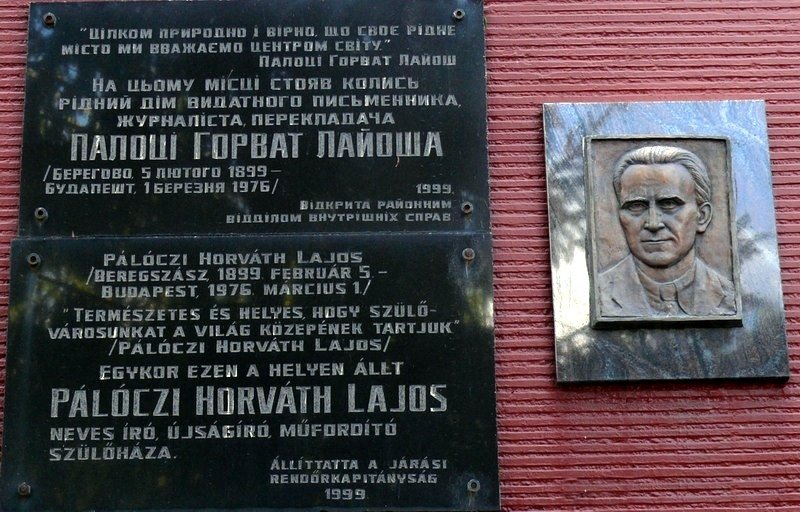 "Цілком природно і вірно, що своє рідне
місто ми вважаємо центром світу."
Палоці Горват Лайош
На цьому місці стояв колись
рідний дім видатного письменника,
журналіста, перекладача
ПАЛОЦІ ГОРВАТ ЛАЙОША
/Берегово, 5 лютого 1899–
Будапешт, 1 березня 1976/
1999.
Відкрита районним
відділом внутрішніх справ
Pálóczi Horváth Lajos
/Beregszász, 1899. február 5.–
Budapest, 1976. március 1/
"Természetes és helyes, hogy szülő-
városunkat a világ közepének tartjuk"
/Pálóczi Horváth Lajos/
Egykor ezen a helyen állt
PÁLÓCZI HORVÁTH LAJOS
neves író, újságíró, műfordító
szülőháza.
Állíttatta a járási
rendőrkapitányság
1999.